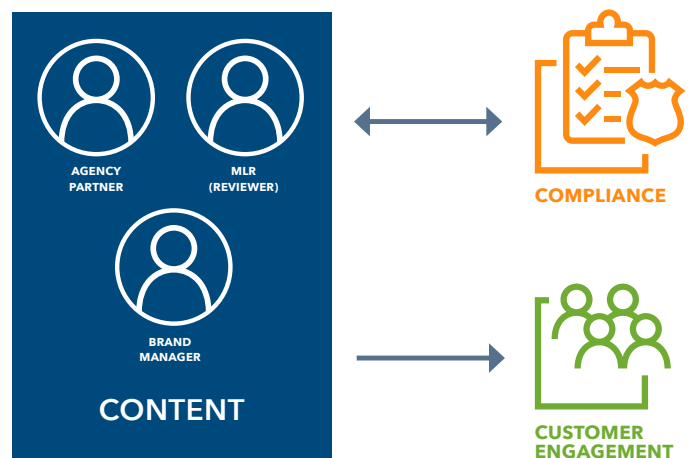 AGENCY
PARTNER
MLR
(REVIEWER)
BRAND
MANAGER
CONTENT
COMPLIANCE
CUSTOMER
ENGAGEMENT